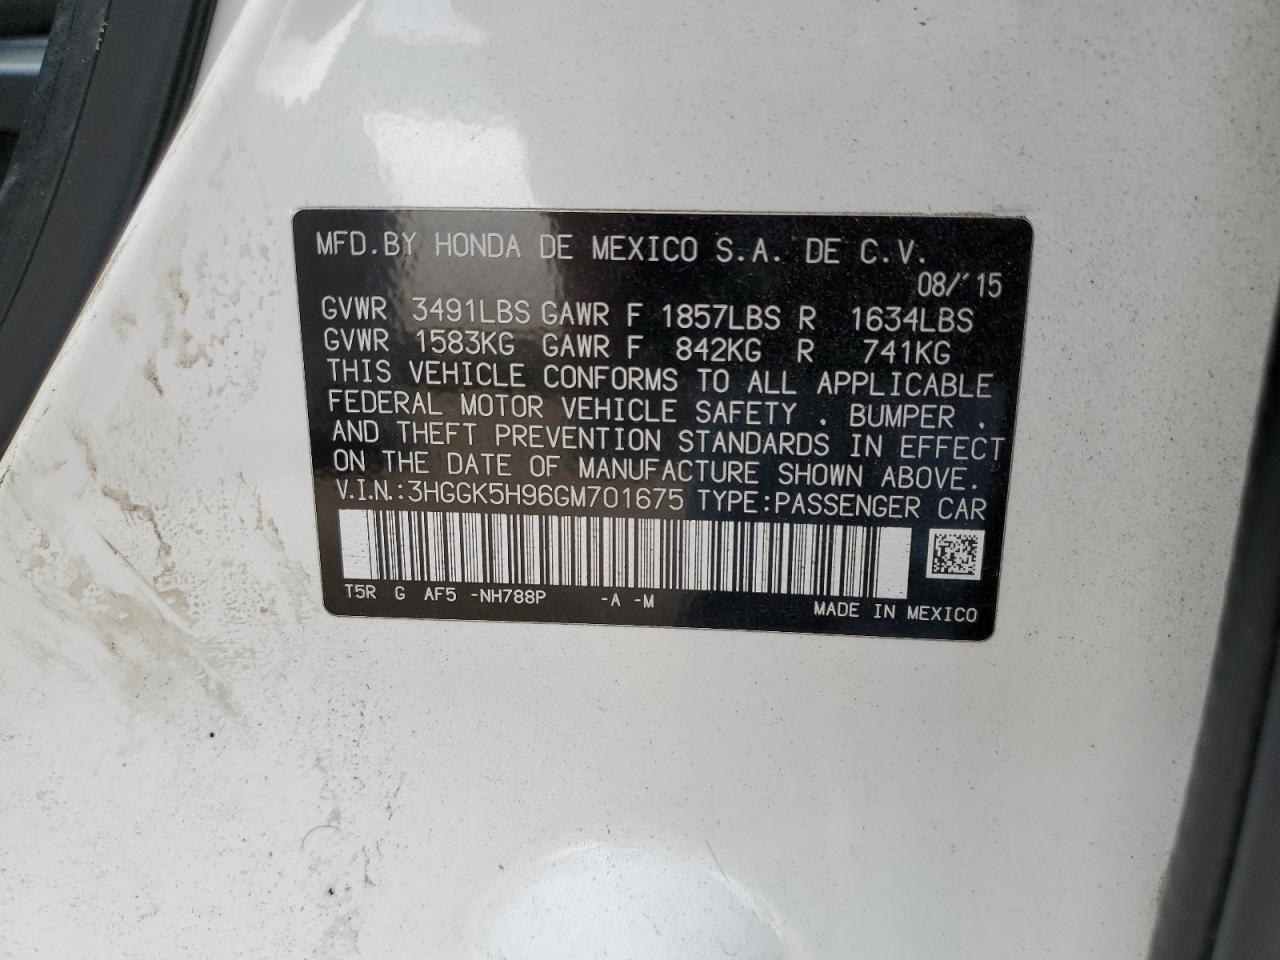 MFD.BY HONDA DE MEXICO S.A. DE C.V.
08/'15
GVWR 3491LBS GAWR F 1857LBS R 1634LBS
GVWR 1583KG GAWR F 842KG R 741KG
THIS VEHICLE CONFORMS TO ALL APPLICABLE
FEDERAL MOTOR VEHICLE SAFETY , BUMPER ,
AND THEFT PREVENTION STANDARDS IN EFFECT
ON THE DATE OF MANUFACTURE SHOWN ABOVE.
V.I.N.:3HGGK5H96GM701675 TYPE:PASSENGER CAR
T5R G AF5 -NH788P -A -M
MADE IN MEXICO